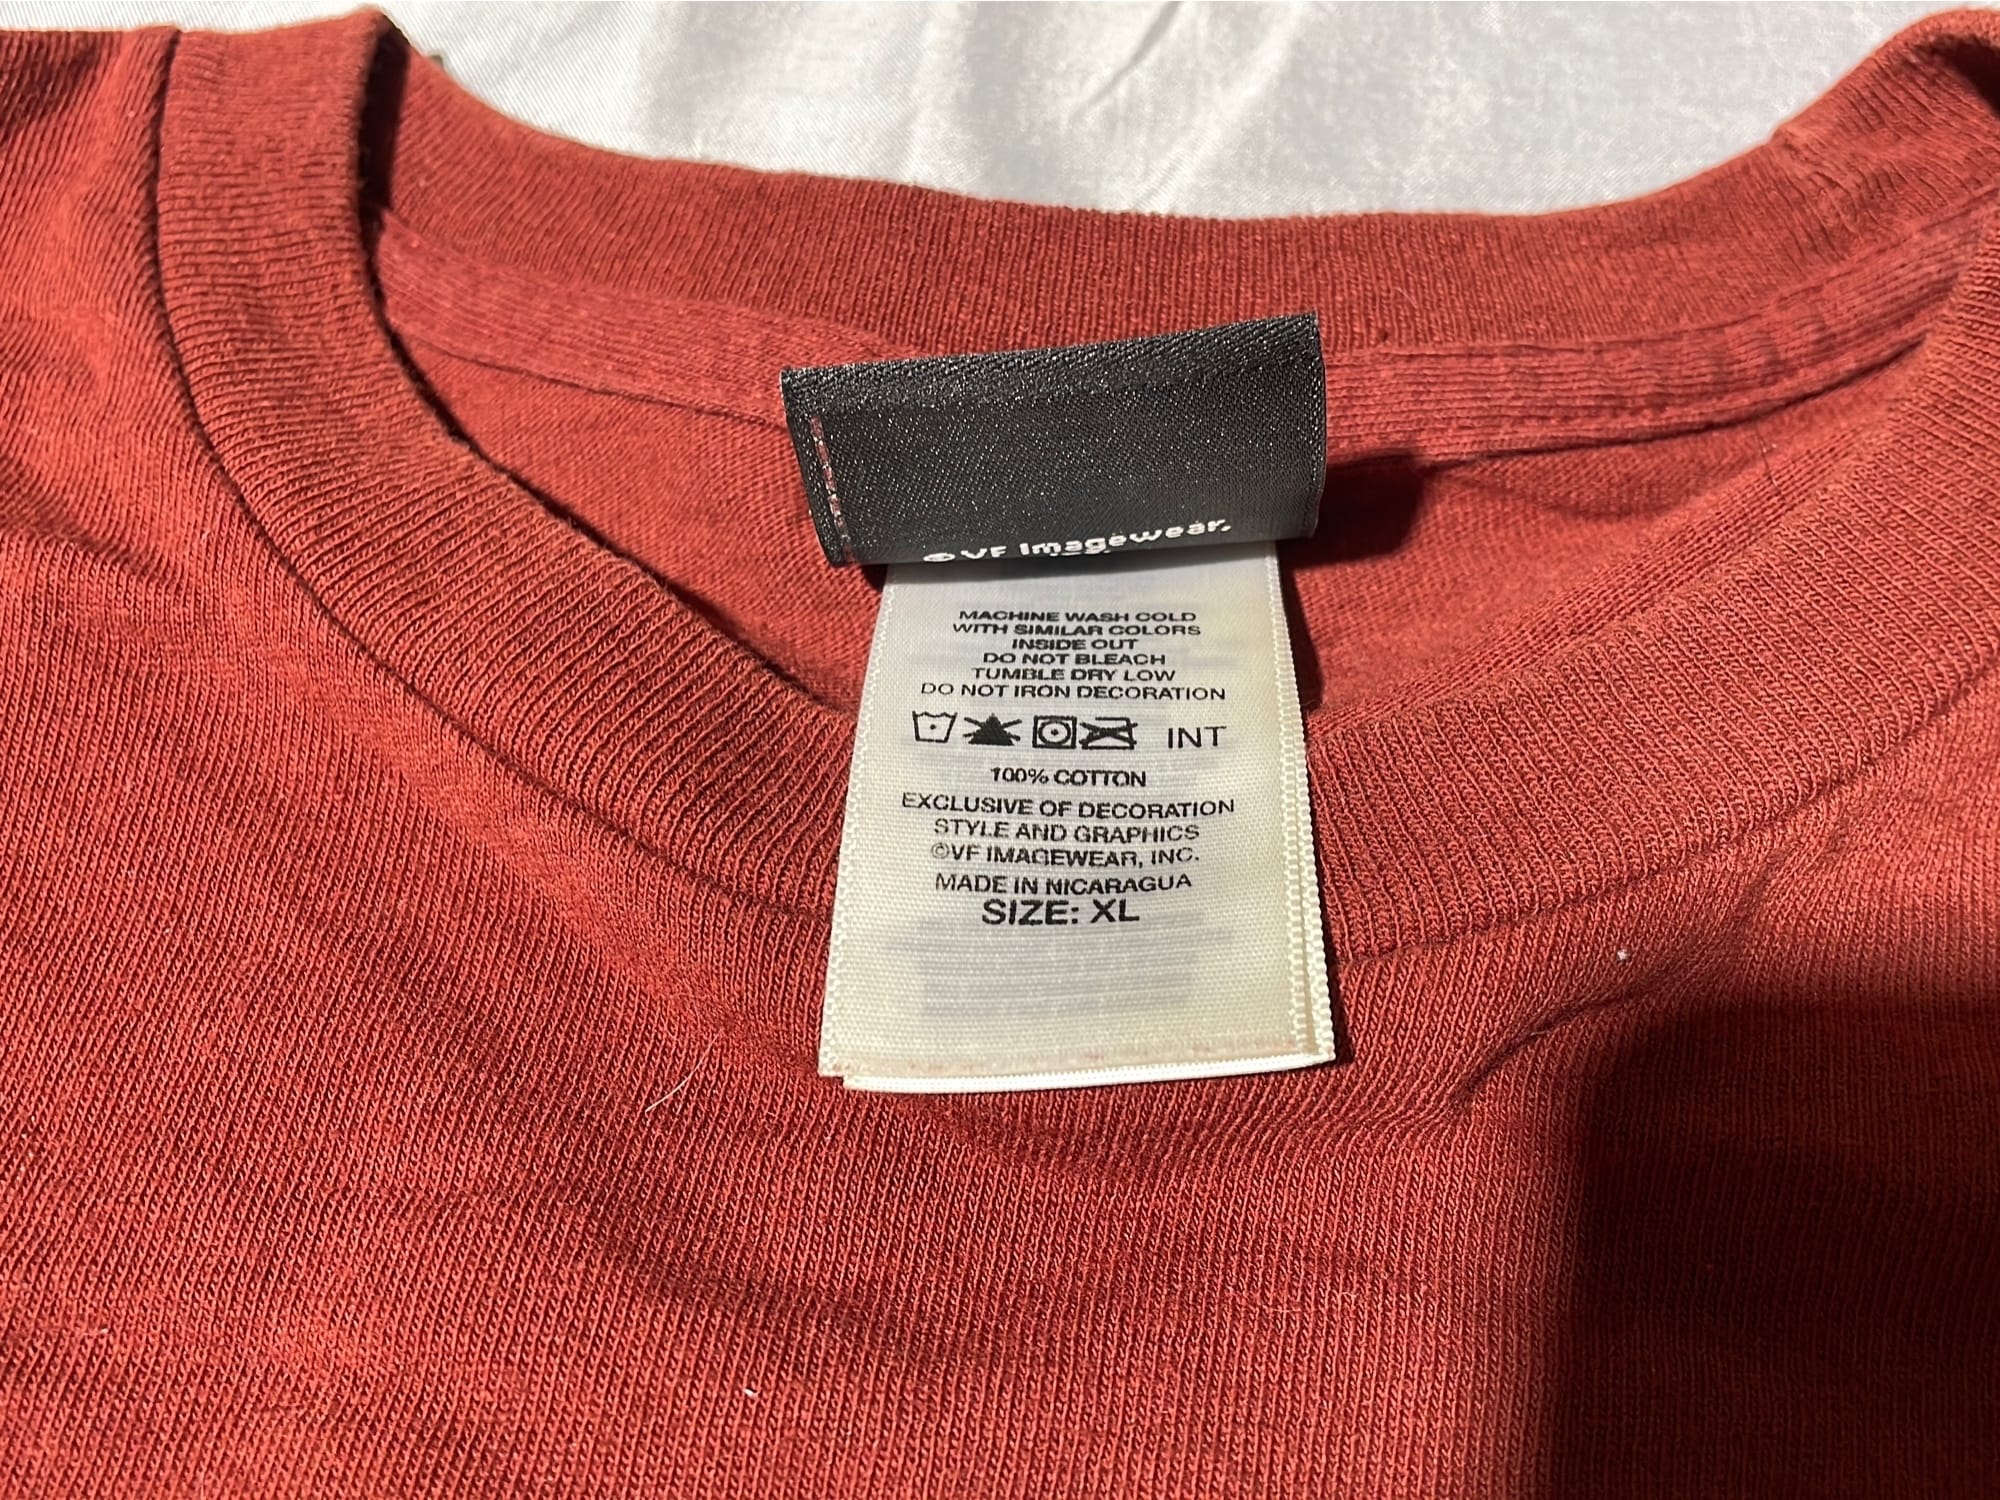 ©VF Imagewear.
MACHINE WASH COLD
WITH SIMILAR COLORS
INSIDE OUT
DO NOT BLEACH
TUMBLE DRY LOW
DO NOT IRON DECORATION
INT
100% COTTON
EXCLUSIVE OF DECORATION
STYLE AND GRAPHICS
©VF IMAGEWEAR, INC.
MADE IN NICARAGUA
SIZE: XL